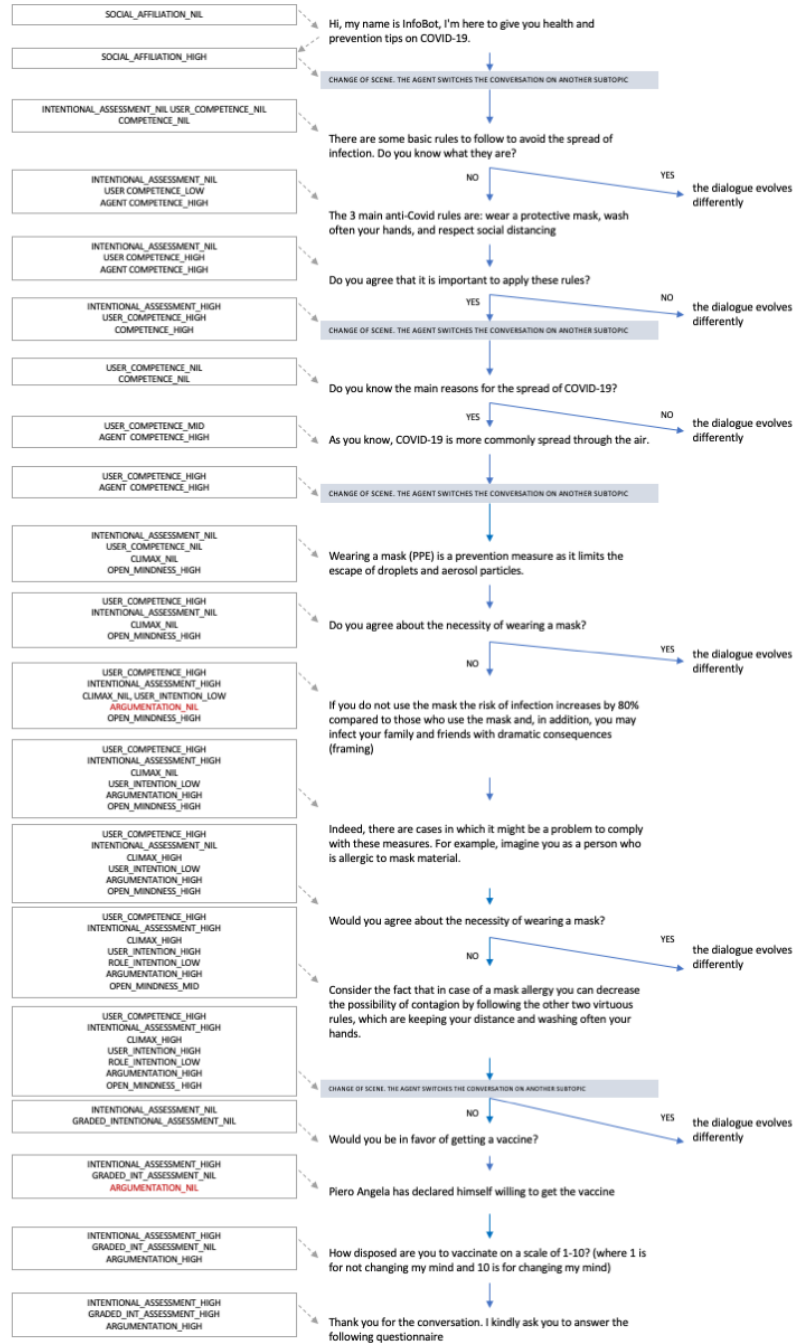 SOCIAL_AFFILIATION_NIL
Hi, my name is InfoBot, I'm here to give you health and
prevention tips on COVID-19.
SOCIAL_AFFILIATION_HIGH
CHANGE OF SCENE. THE AGENT SWITCHES THE CONVERSATION ON ANOTHER SUBTOPIC
INTENTIONAL_ASSESSMENT_NIL USER_COMPETENCE_NIL
COMPETENCE_NIL
There are some basic rules to follow to avoid the spread of
infection. Do you know what they are?
NO
YES
the dialogue evolves
differently
INTENTIONAL_ASSESSMENT_NIL
USER COMPETENCE_LOW
AGENT COMPETENCE_HIGH
The 3 main anti-Covid rules are: wear a protective mask, wash
often your hands, and respect social distancing
INTENTIONAL_ASSESSMENT_NIL
USER COMPETENCE_HIGH
AGENT COMPETENCE_HIGH
Do you agree that it is important to apply these rules?
YES
NO
the dialogue evolves
differently
INTENTIONAL_ASSESSMENT_HIGH
USER_COMPETENCE_HIGH
COMPETENCE_HIGH
CHANGE OF SCENE. THE AGENT SWITCHES THE CONVERSATION ON ANOTHER SUBTOPIC
USER_COMPETENCE_NIL
COMPETENCE_NIL
Do you know the main reasons for the spread of COVID-19?
YES
NO
the dialogue evolves
differently
USER_COMPETENCE_MID
AGENT COMPETENCE_HIGH
As you know, COVID-19 is more commonly spread through the air.
USER_COMPETENCE_HIGH
AGENT COMPETENCE_HIGH
CHANGE OF SCENE. THE AGENT SWITCHES THE CONVERSATION ON ANOTHER SUBTOPIC
INTENTIONAL_ASSESSMENT_NIL
USER_COMPETENCE_NIL
CLIMAX_NIL
OPEN_MINDNESS_HIGH
Wearing a mask (PPE) is a prevention measure as it limits the
escape of droplets and aerosol particles.
USER_COMPETENCE_HIGH
INTENTIONAL_ASSESSMENT_NIL
CLIMAX_NIL
OPEN_MINDNESS_HIGH
Do you agree about the necessity of wearing a mask?
NO
YES
the dialogue evolves
differently
USER_COMPETENCE_HIGH
INTENTIONAL_ASSESSMENT_HIGH
CLIMAX_NIL, USER_INTENTION_LOW
ARGUMENTATION_NIL
OPEN_MINDNESS_HIGH
If you do not use the mask the risk of infection increases by 80%
compared to those who use the mask and, in addition, you may
infect your family and friends with dramatic consequences
(framing)
USER_COMPETENCE_HIGH
INTENTIONAL_ASSESSMENT_HIGH
CLIMAX_NIL
USER_INTENTION_LOW
ARGUMENTATION_HIGH
OPEN_MINDNESS_HIGH
Indeed, there are cases in which it might be a problem to comply
with these measures. For example, imagine you as a person who
is allergic to mask material.
USER_COMPETENCE_HIGH
INTENTIONAL_ASSESSMENT_NIL
CLIMAX_HIGH
USER_INTENTION_LOW
ARGUMENTATION_HIGH
OPEN_MINDNESS_HIGH
Would you agree about the necessity of wearing a mask?
NO
YES
the dialogue evolves
differently
USER_COMPETENCE_HIGH
INTENTIONAL_ASSESSMENT_HIGH
CLIMAX_HIGH
USER_INTENTION_HIGH
ROLE_INTENTION_LOW
ARGUMENTATION_HIGH
OPEN_MINDNESS_MID
Consider the fact that in case of a mask allergy you can decrease
the possibility of contagion by following the other two virtuous
rules, which are keeping your distance and washing often your
hands.
USER_COMPETENCE_HIGH
INTENTIONAL_ASSESSMENT_HIGH
CLIMAX_HIGH
USER_INTENTION_HIGH
ROLE_INTENTION_LOW
ARGUMENTATION_HIGH
OPEN_MINDNESS_ HIGH
CHANGE OF SCENE. THE AGENT SWITCHES THE CONVERSATION ON ANOTHER SUBTOPIC
NO
YES
the dialogue evolves
differently
INTENTIONAL_ASSESSMENT_NIL
GRADED_INTENTIONAL_ASSESSMENT_NIL
Would you be in favor of getting a vaccine?
INTENTIONAL_ASSESSMENT_HIGH
GRADED_INT_ASSESSMENT_NIL
ARGUMENTATION_NIL
Piero Angela has declared himself willing to get the vaccine
INTENTIONAL_ASSESSMENT_HIGH
GRADED_INT_ASSESSMENT_NIL
ARGUMENTATION_HIGH
How disposed are you to vaccinate on a scale of 1-10? (where 1 is
for not changing my mind and 10 is for changing my mind)
INTENTIONAL_ASSESSMENT_HIGH
GRADED_INT_ASSESSMENT_HIGH
ARGUMENTATION_HIGH
Thank you for the conversation. I kindly ask you to answer the
following questionnaire